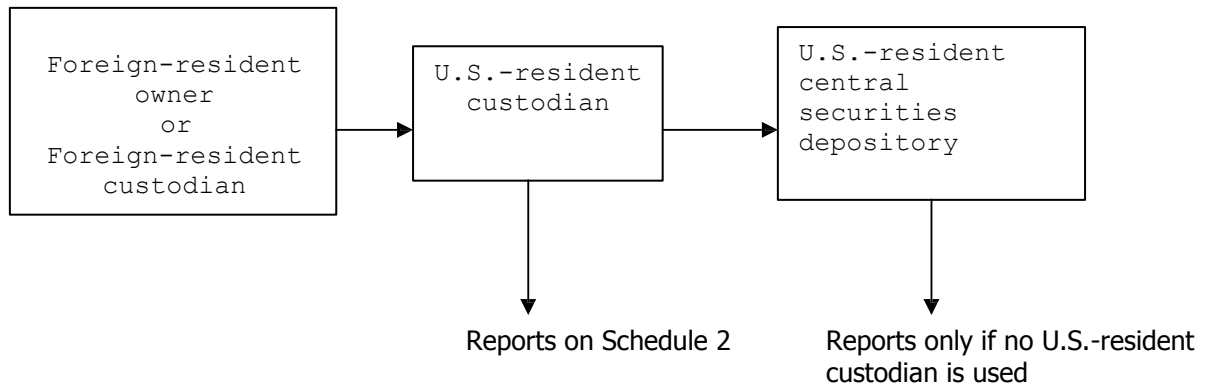 Foreign-resident
owner
or
Foreign-resident
custodian
U.S.-resident
custodian
U.S.-resident
central
securities
depository
Reports on Schedule 2
Reports only if no U.S.-resident
custodian is used